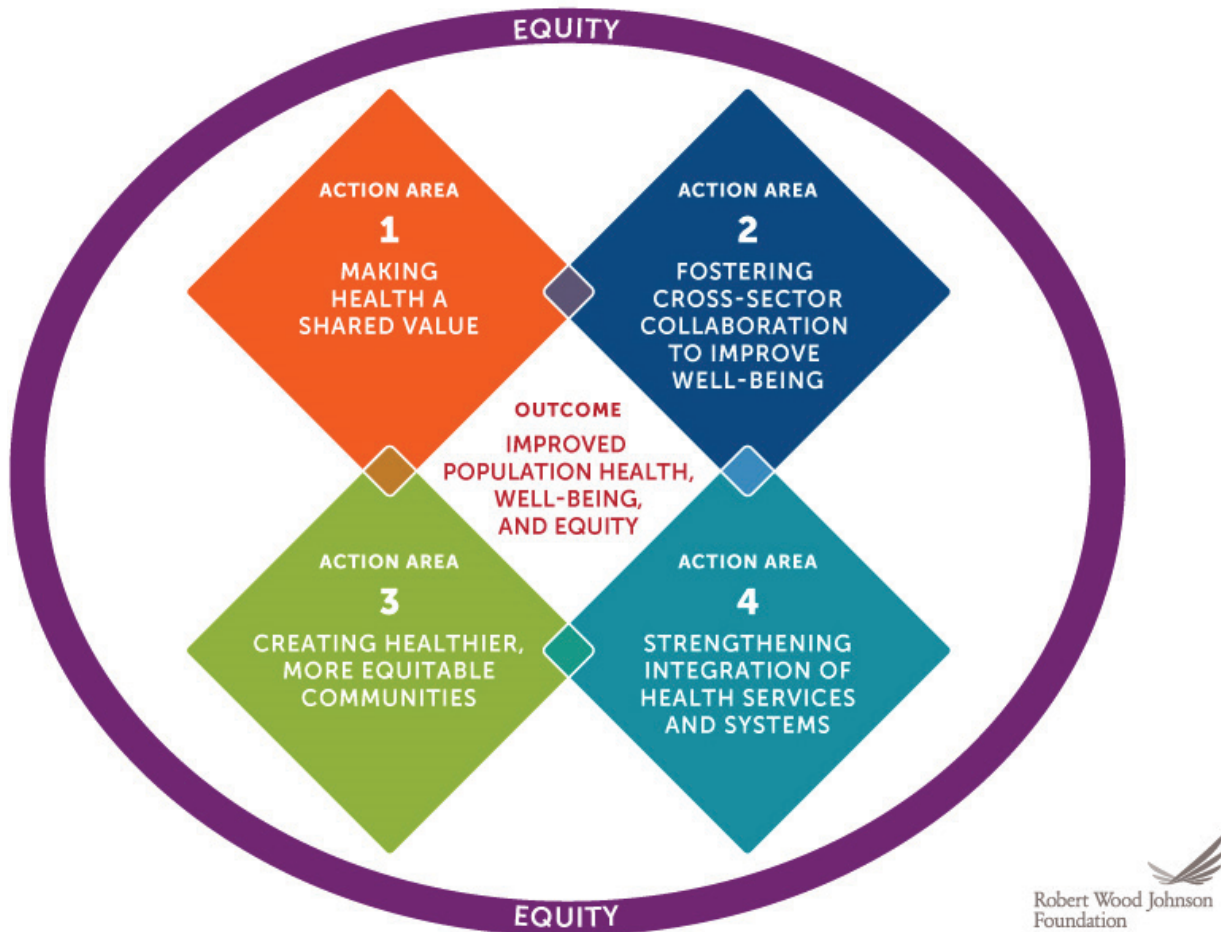 EQUITY
ACTION AREA
1
MAKING
HEALTH A
SHARED VALUE
ACTION AREA
2
FOSTERING
CROSS-SECTOR
COLLABORATION
TO IMPROVE
WELL-BEING
OUTCOME
IMPROVED
POPULATION HEALTH,
WELL-BEING,
AND EQUITY
ACTION AREA
3
CREATING HEALTHIER,
MORE EQUITABLE
COMMUNITIES
ACTION AREA
4
STRENGTHENING
INTEGRATION OF
HEALTH SERVICES
AND SYSTEMS
EQUITY
Robert Wood Johnson
Foundation